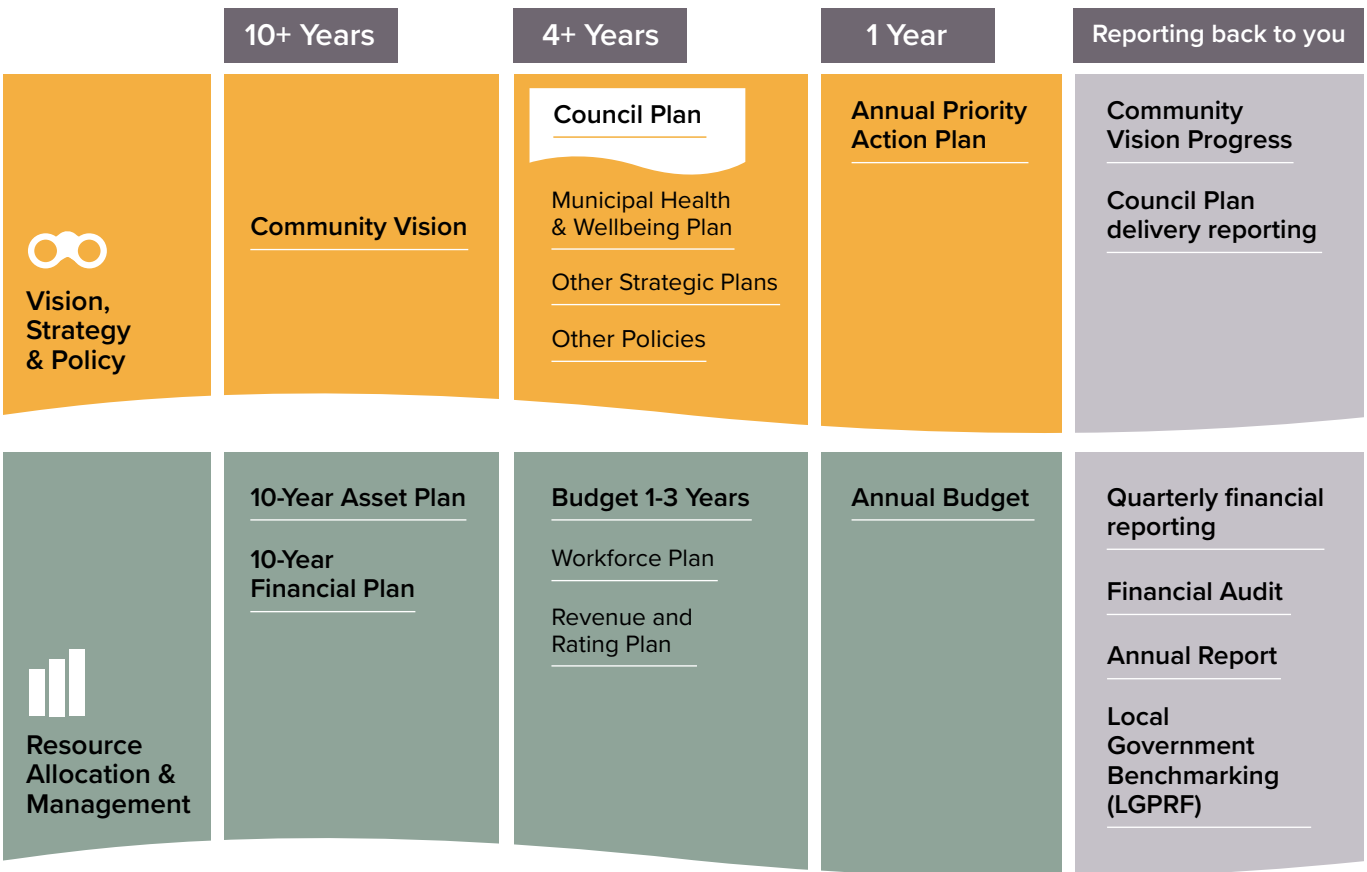 10+ Years
4+ Years
1 Year
Reporting back to you
Vision,
Strategy
& Policy
Community Vision
Council Plan
Municipal Health
& Wellbeing Plan
Other Strategic Plans
Other Policies
Annual Priority
Action Plan
Community
Vision Progress
Council Plan
delivery reporting
Resource
Allocation &
Management
10-Year Asset Plan
10-Year
Financial Plan
Budget 1-3 Years
Workforce Plan
Revenue and
Rating Plan
Annual Budget
Quarterly financial
reporting
Financial Audit
Annual Report
Local
Government
Benchmarking
(LGPRF)